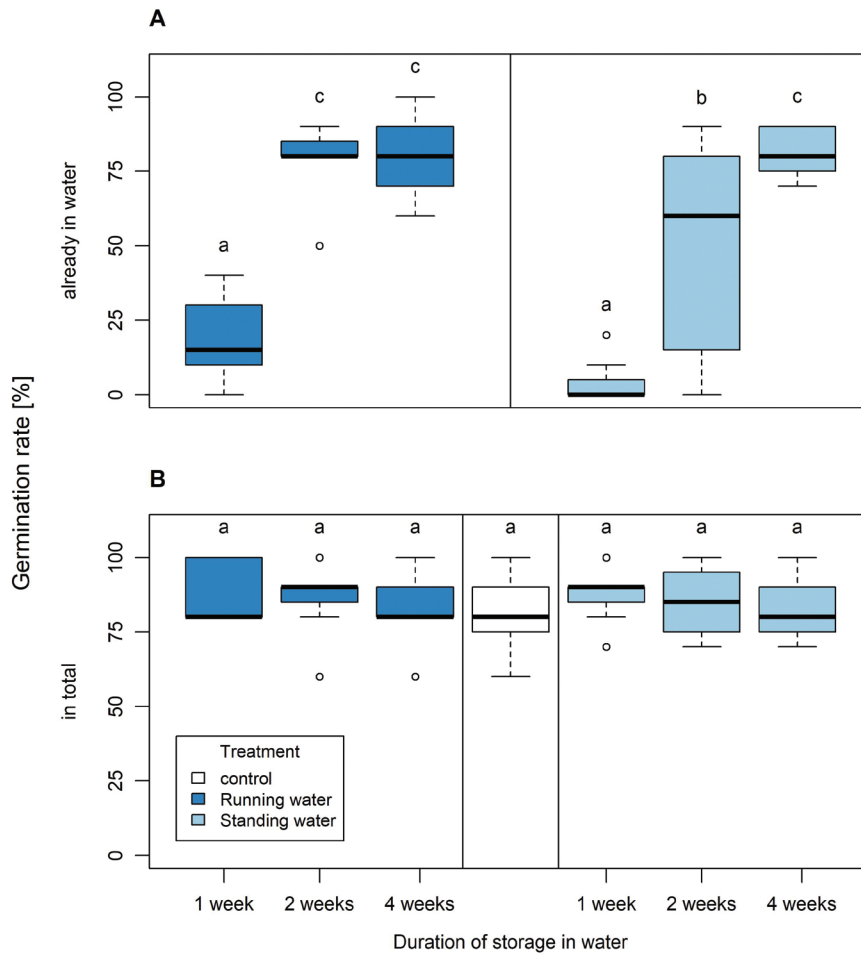 A
c
c
c
b
a
a
100
75
50
25
0
already in water
Germination rate [%]
B
a
a
a
a
a
a
a
100
75
50
25
0
in total
Treatment
control
Running water
Standing water
1 week
2 weeks
4 weeks
1 week
2 weeks
4 weeks
Duration of storage in water